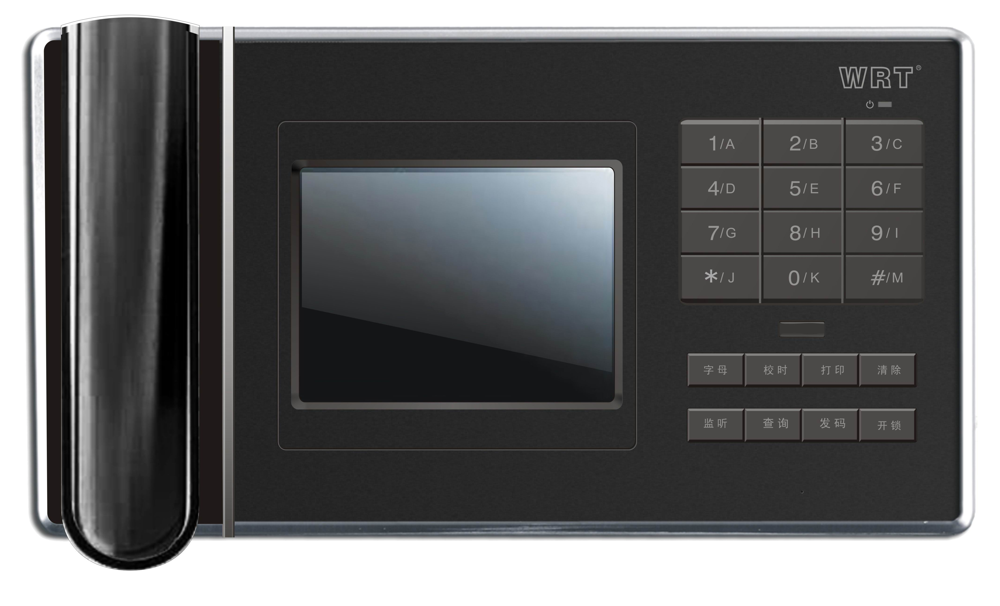 WRT®
1/A 2/B 3/C
4/D 5/E 6/F
7/G 8/H 9/I
*/J 0/K #/M
字母 校时 打印 清除
监听 查询 发码 开锁